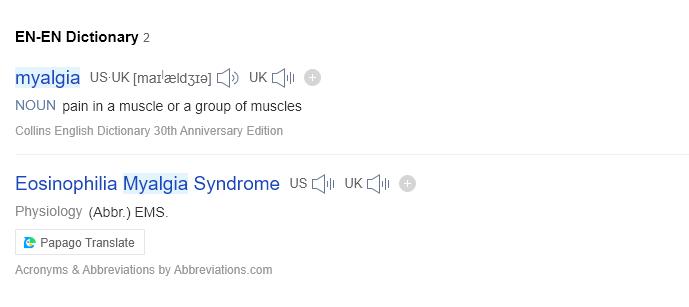 EN-EN Dictionary 2
myalgia US·UK [maɪˈældʒɪə] UK
NOUN pain in a muscle or a group of muscles
Collins English Dictionary 30th Anniversary Edition
Eosinophilia Myalgia Syndrome US UK
Physiology (Abbr.) EMS.
Papago Translate
Acronyms & Abbreviations by Abbreviations.com